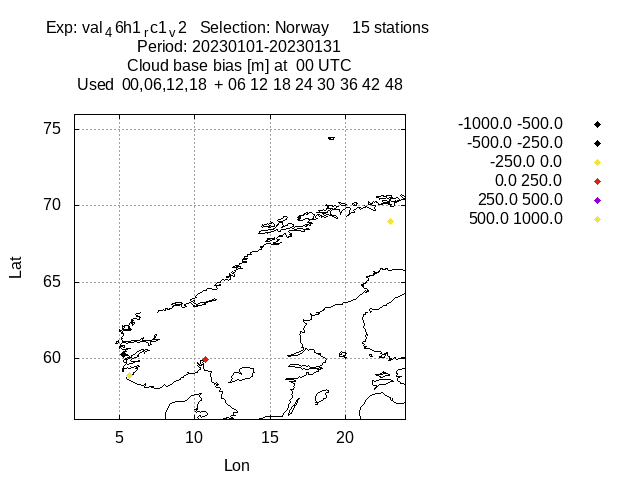 Exp: val4 6h1rc1v2 Selection: Norway 15 stations
Period: 20230101-20230131
Cloud base bias [m] at 00 UTC
Used 00,06,12,18 + 06 12 18 24 30 36 42 48
-1000.0 -500.0
-500.0 -250.0
-250.0 0.0
0.0 250.0
250.0 500.0
500.0 1000.0
75
70
65
60
Lat
5 10 15 20
Lon